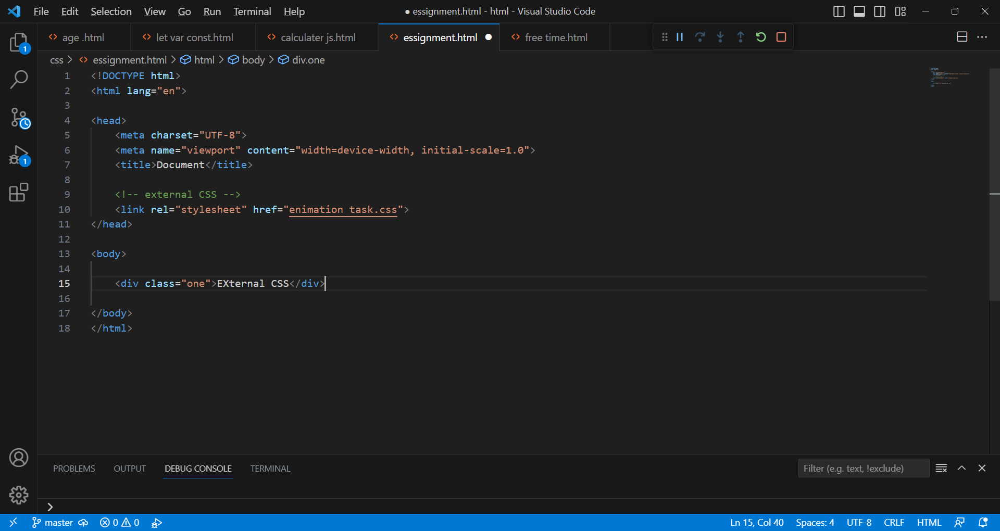 File Edit Selection View Go Run Terminal Help ● essignment.html - html - Visual Studio Code
age .html let var const.html calculater js.html essignment.html ● free time.html
css > essignment.html > html > body > div.one
1 <!DOCTYPE html>
2 <html lang="en">
3
4 <head>
5 <meta charset="UTF-8">
6 <meta name="viewport" content="width=device-width, initial-scale=1.0">
7 <title>Document</title>
8
9 <!-- external CSS -->
10 <link rel="stylesheet" href="enimation task.css">
11 </head>
12
13 <body>
14
15 <div class="one">EXternal CSS</div>
16
17 </body>
18 </html>
1
1
PROBLEMS OUTPUT DEBUG CONSOLE TERMINAL Filter (e.g. text, !exclude)
master 0 0 Ln 15, Col 40 Spaces: 4 UTF-8 CRLF HTML